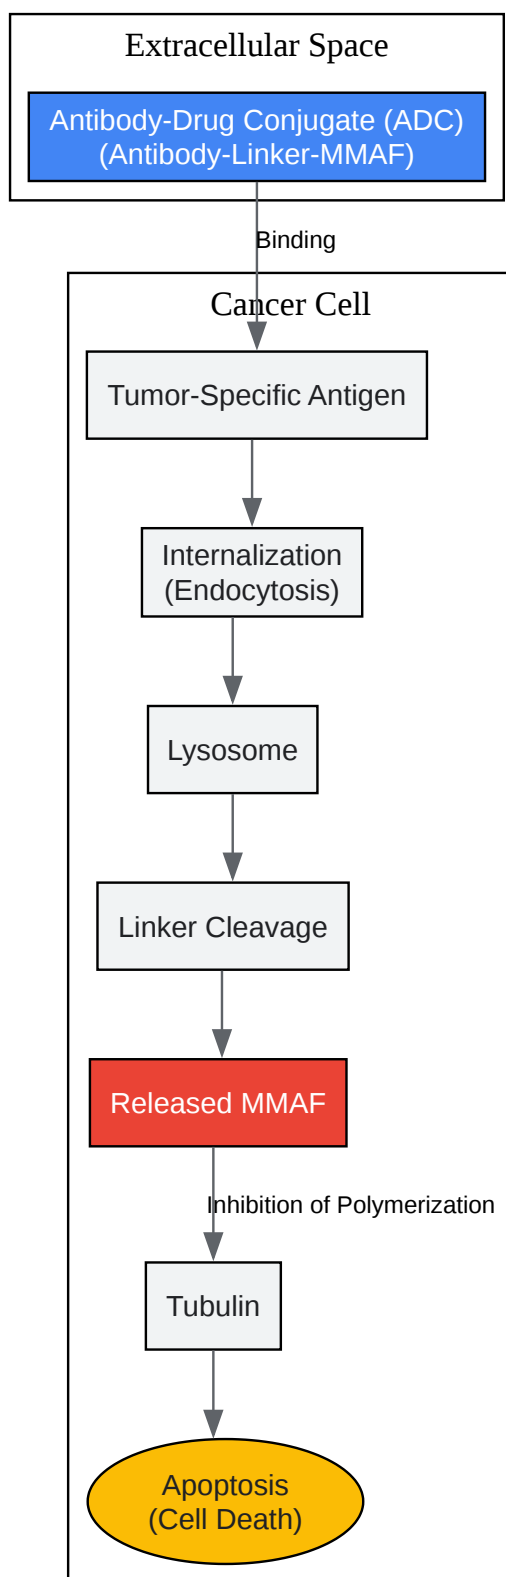 Extracellular Space
Antibody-Drug Conjugate (ADC)
(Antibody-Linker-MMAF)
Binding
Cancer Cell
Tumor-Specific Antigen
Internalization
(Endocytosis)
Lysosome
Linker Cleavage
Released MMAF
Inhibition of Polymerization
Tubulin
Apoptosis
(Cell Death)